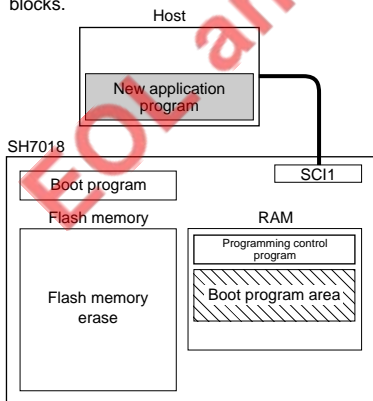 blocks.
Host
New application
program
SH7018
SCI1
Boot program
Flash memory
RAM
Programming control
program
Flash memory
erase
Boot program area
EOL an